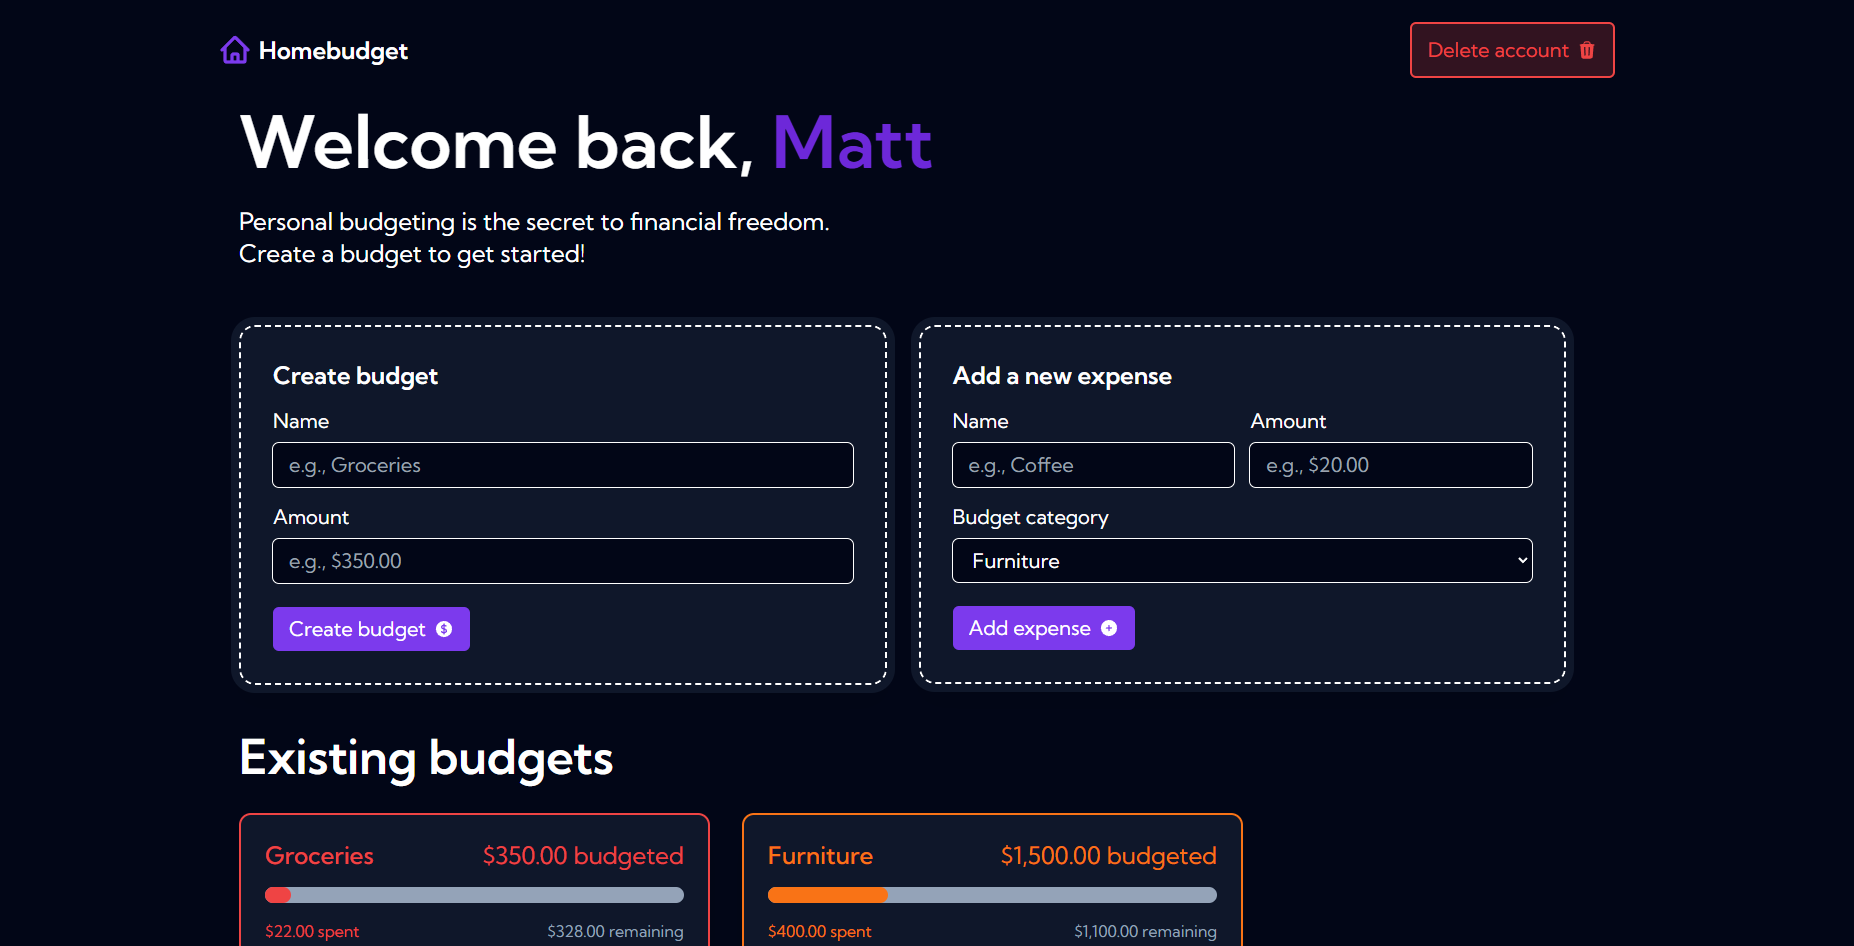 Homebudget
Delete account
Welcome back, Matt
Personal budgeting is the secret to financial freedom.
Create a budget to get started!
Create budget
Name
e.g., Groceries
Amount
e.g., $350.00
Create budget
Add a new expense
Name
Amount
e.g., Coffee
e.g., $20.00
Budget category
Furniture
Add expense
Existing budgets
Groceries
$350.00 budgeted
$22.00 spent
$328.00 remaining
Furniture
$1,500.00 budgeted
$400.00 spent
$1,100.00 remaining